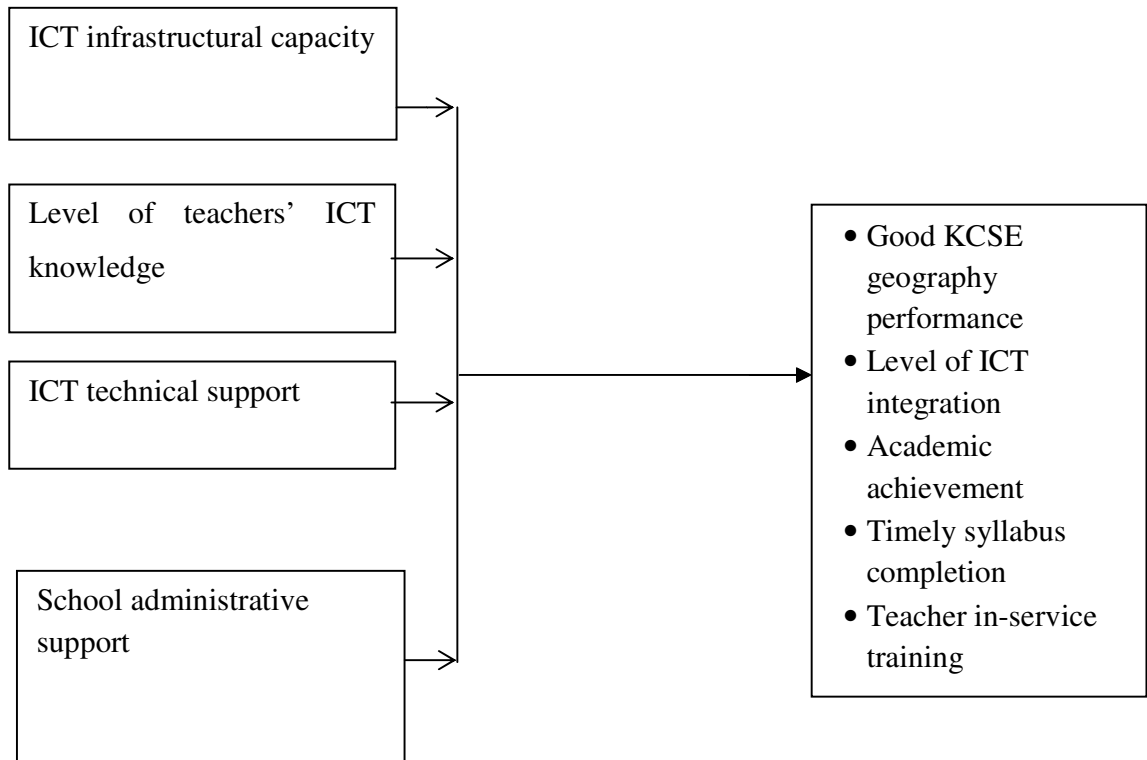 ICT infrastructural capacity
Level of teachers’ ICT
knowledge
ICT technical support
School administrative
support
• Good KCSE
geography
performance
• Level of ICT
integration
• Academic
achievement
• Timely syllabus
completion
• Teacher in-service
training